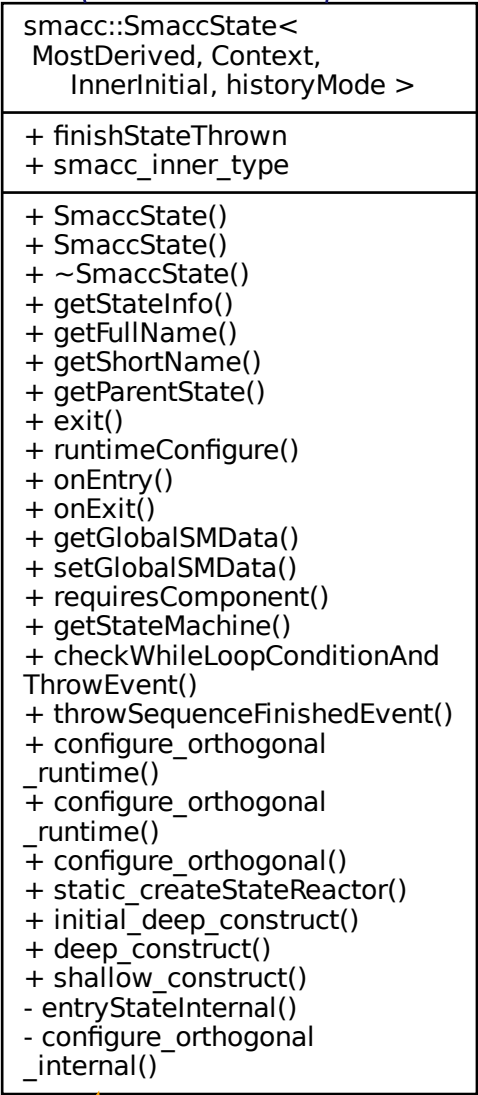 smacc::SmaccState<
MostDerived, Context,
InnerInitial, historyMode >
+ finishStateThrown
+ smacc_inner_type
+ SmaccState()
+ SmaccState()
+ ~SmaccState()
+ getStateInfo()
+ getFullName()
+ getShortName()
+ getParentState()
+ exit()
+ runtimeConfigure()
+ onEntry()
+ onExit()
+ getGlobalSMData()
+ setGlobalSMData()
+ requiresComponent()
+ getStateMachine()
+ checkWhileLoopConditionAnd
ThrowEvent()
+ throwSequenceFinishedEvent()
+ configure_orthogonal
_runtime()
+ configure_orthogonal
_runtime()
+ configure_orthogonal()
+ static_createStateReactor()
+ initial_deep_construct()
+ deep_construct()
+ shallow_construct()
- entryStateInternal()
- configure_orthogonal
_internal()